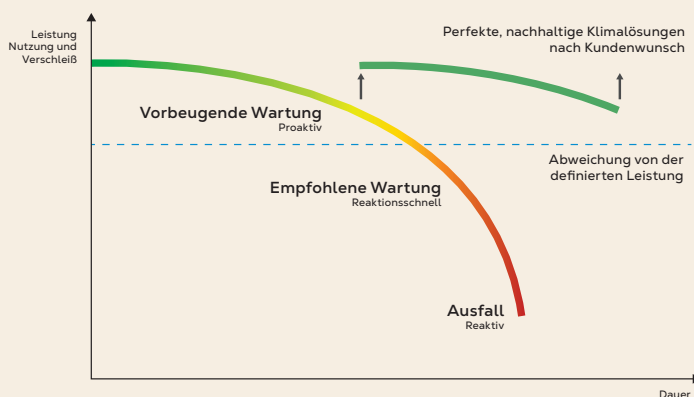 Leistung
Nutzung und
Verschleiß
Perfekte, nachhaltige Klimalösungen
nach Kundenwunsch
Vorbeugende Wartung
Proaktiv
Abweichung von der
definierten Leistung
Empfohlene Wartung
Reaktionsschnell
Ausfall
Reaktiv
Dauer